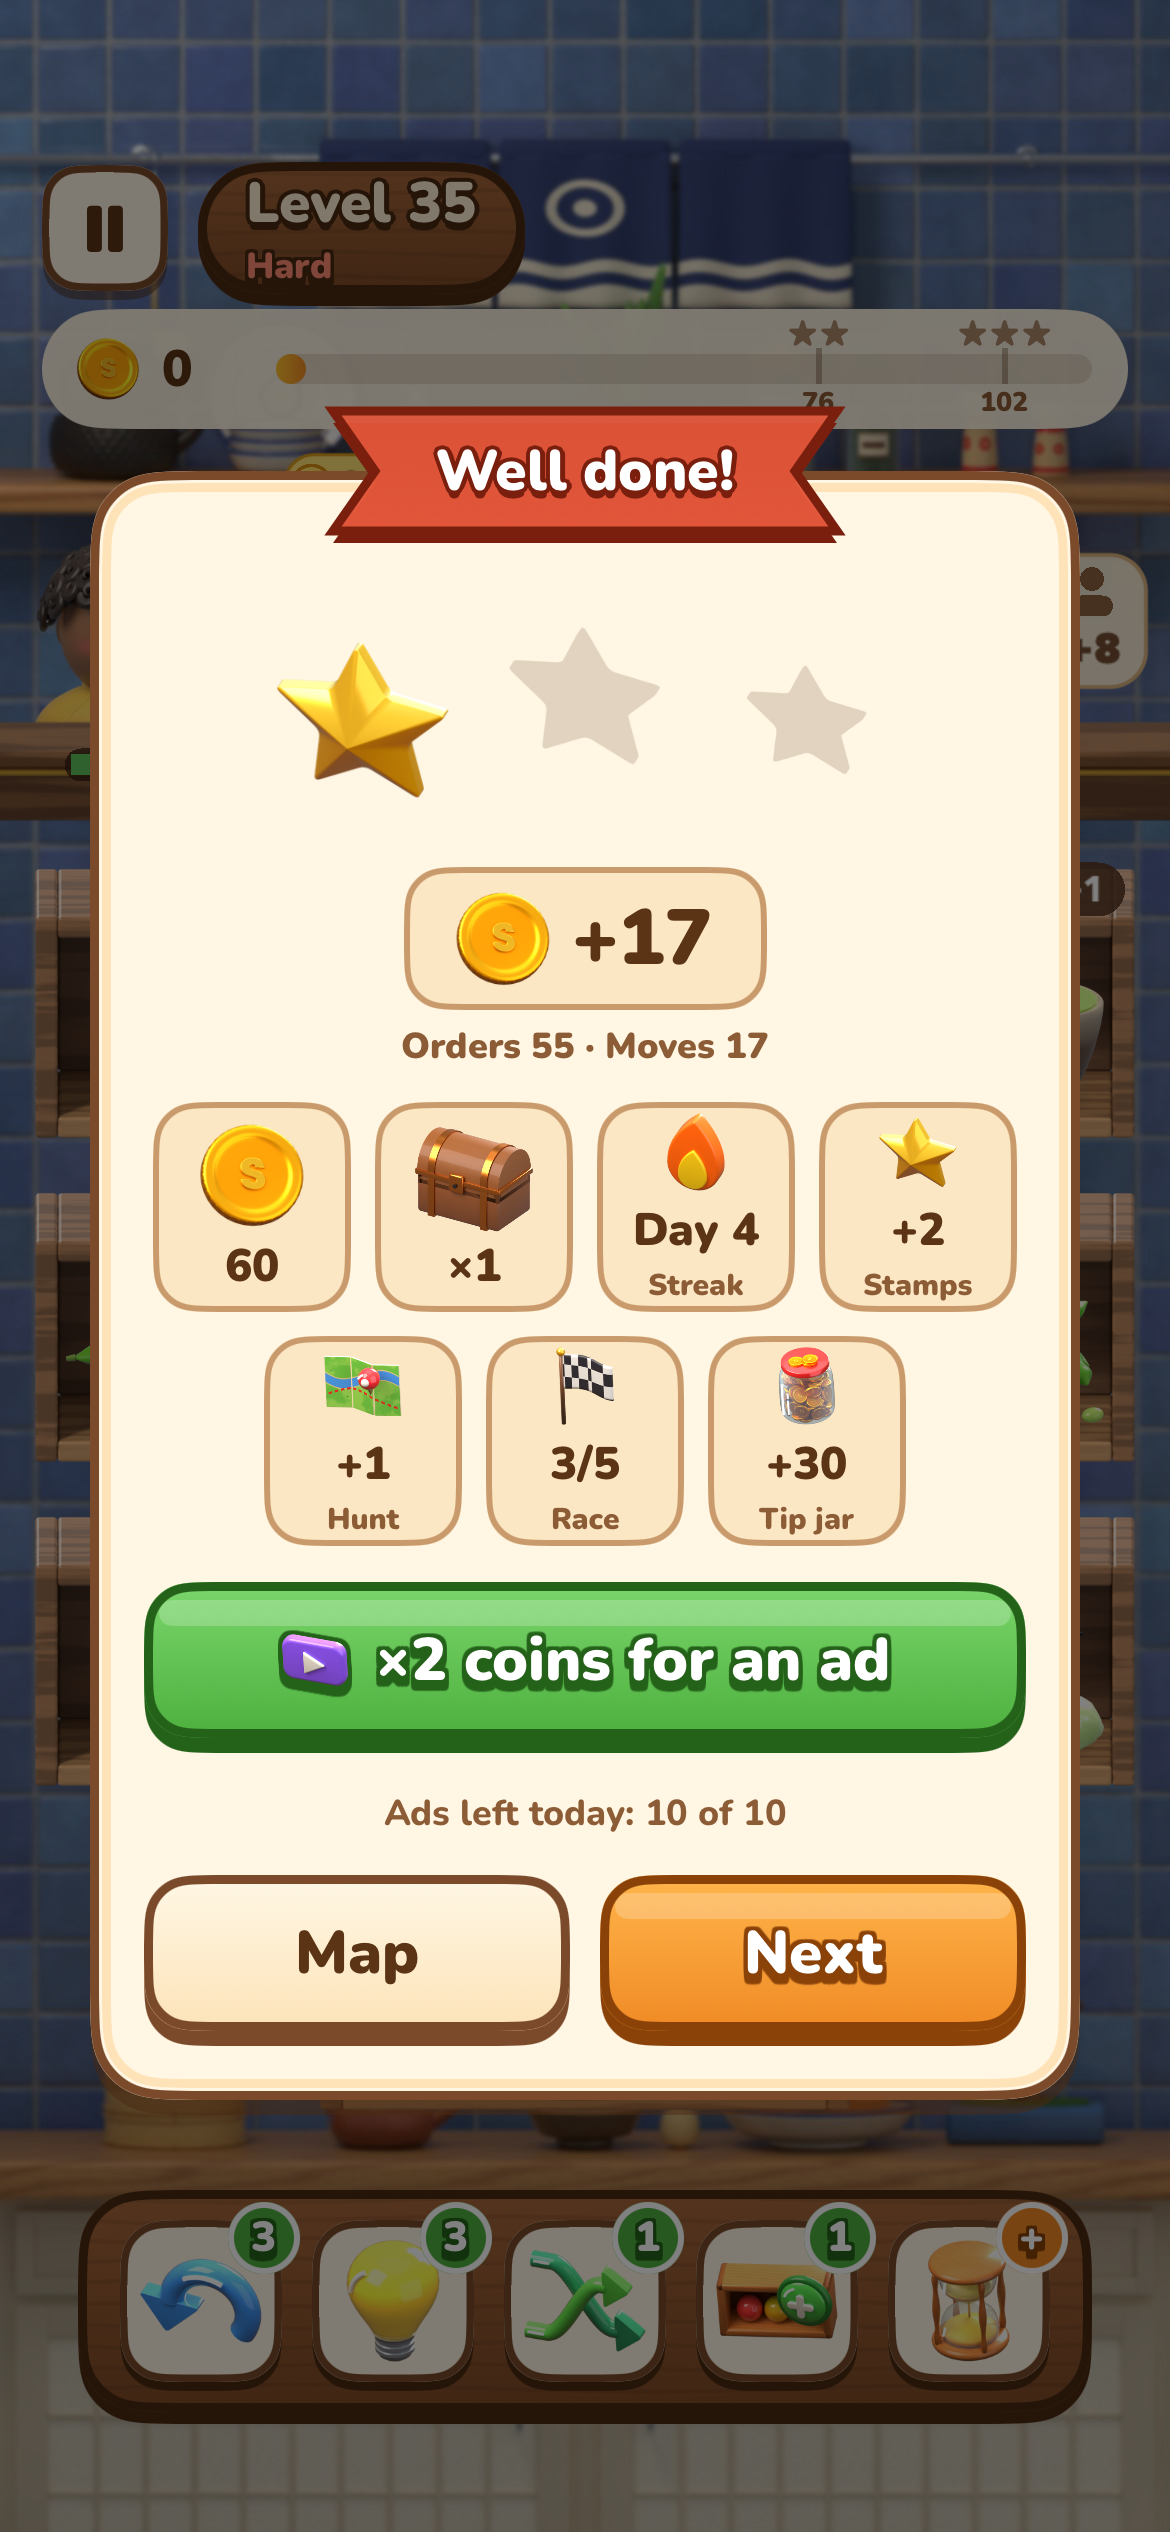 Level 35
Hard
0
76
102
Well done!
+8
+17
Orders 55 · Moves 17
60
×1
Day 4
Streak
+2
Stamps
+1
Hunt
3/5
Race
+30
Tip jar
×2 coins for an ad
Ads left today: 10 of 10
Map
Next
3
3
1
1
+